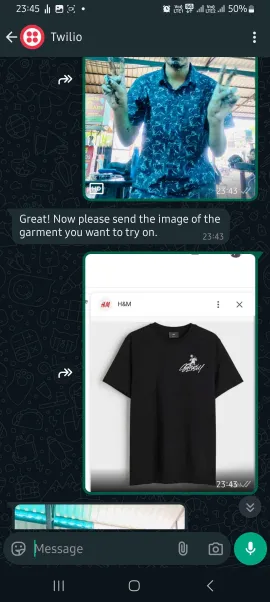 23:45
50%
Twilio
HD
23:43
Great! Now please send the image of the
garment you want to try on.
23:43
H&M
H&M
23:43
Message